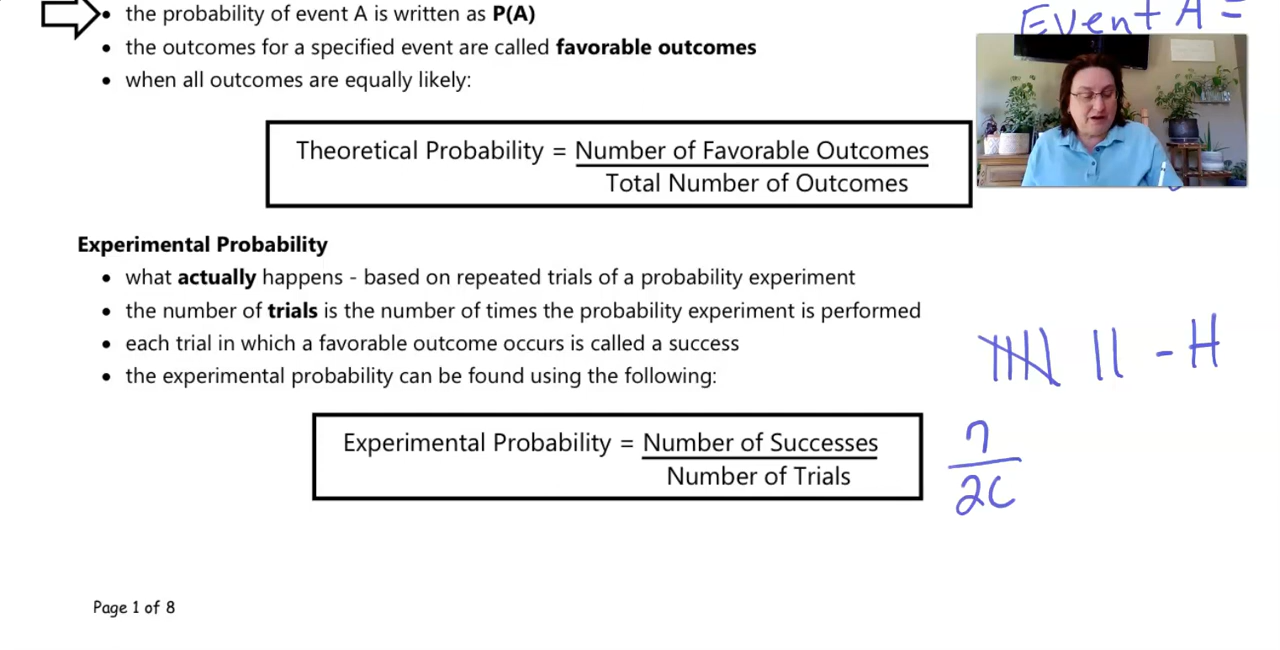 • the probability of event A is written as P(A)
Event A =
• the outcomes for a specified event are called favorable outcomes
• when all outcomes are equally likely:
Theoretical Probability = Number of Favorable Outcomes
Total Number of Outcomes
Experimental Probability
• what actually happens - based on repeated trials of a probability experiment
• the number of trials is the number of times the probability experiment is performed
• each trial in which a favorable outcome occurs is called a success
|||| || - H
• the experimental probability can be found using the following:
Experimental Probability = Number of Successes
Number of Trials
7
2
Page 1 of 8